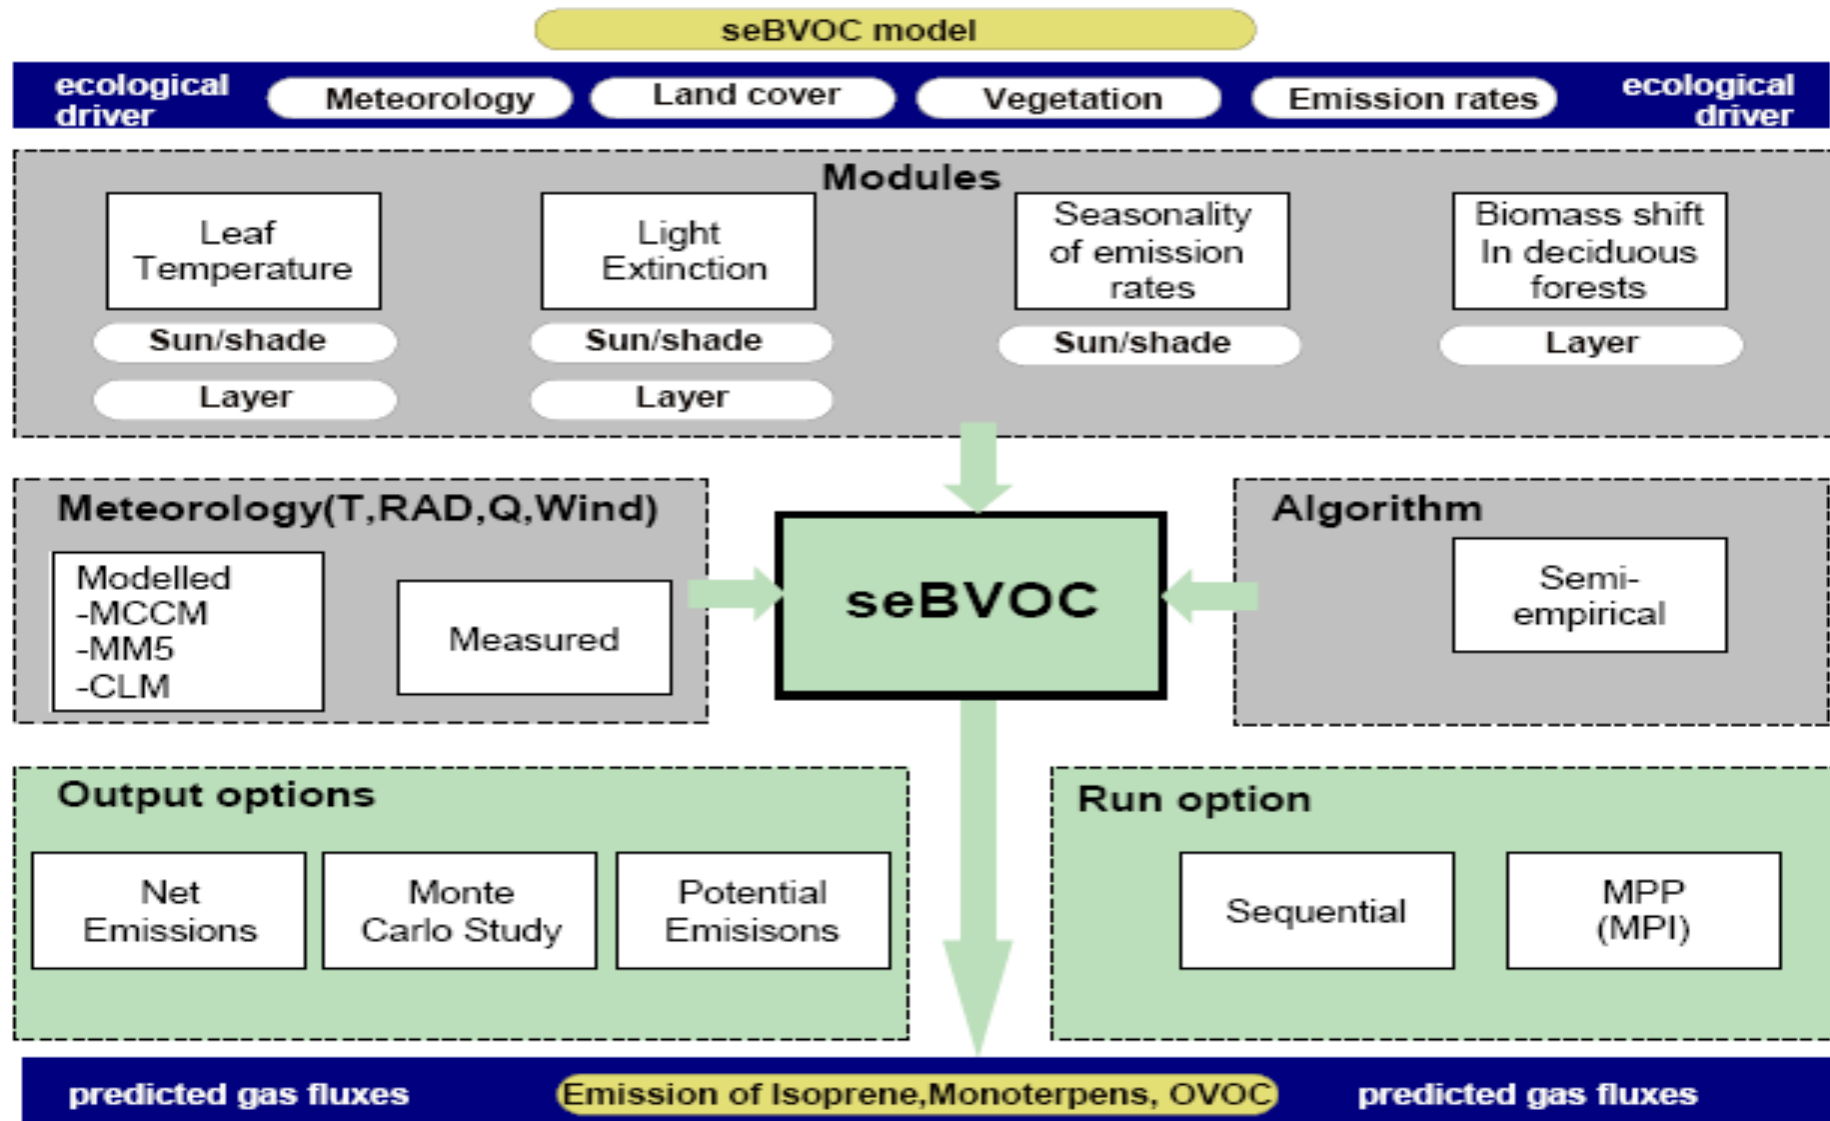 seBVOC model
ecological
driver
Meteorology
Land cover
Vegetation
Emission rates
ecological
driver
Modules
Leaf
Temperature
Sun/shade
Layer
Light
Extinction
Sun/shade
Layer
Seasonality
of emission
rates
Sun/shade
Biomass shift
In deciduous
forests
Layer
Meteorology(T,RAD,Q,Wind)
Modelled
-MCCM
-MM5
-CLM
Measured
seBVOC
Algorithm
Semi-
empirical
Output options
Net
Emissions
Monte
Carlo Study
Potential
Emisisons
Run option
Sequential
MPP
(MPI)
predicted gas fluxes
Emission of Isoprene,Monoterpens, OVOC
predicted gas fluxes